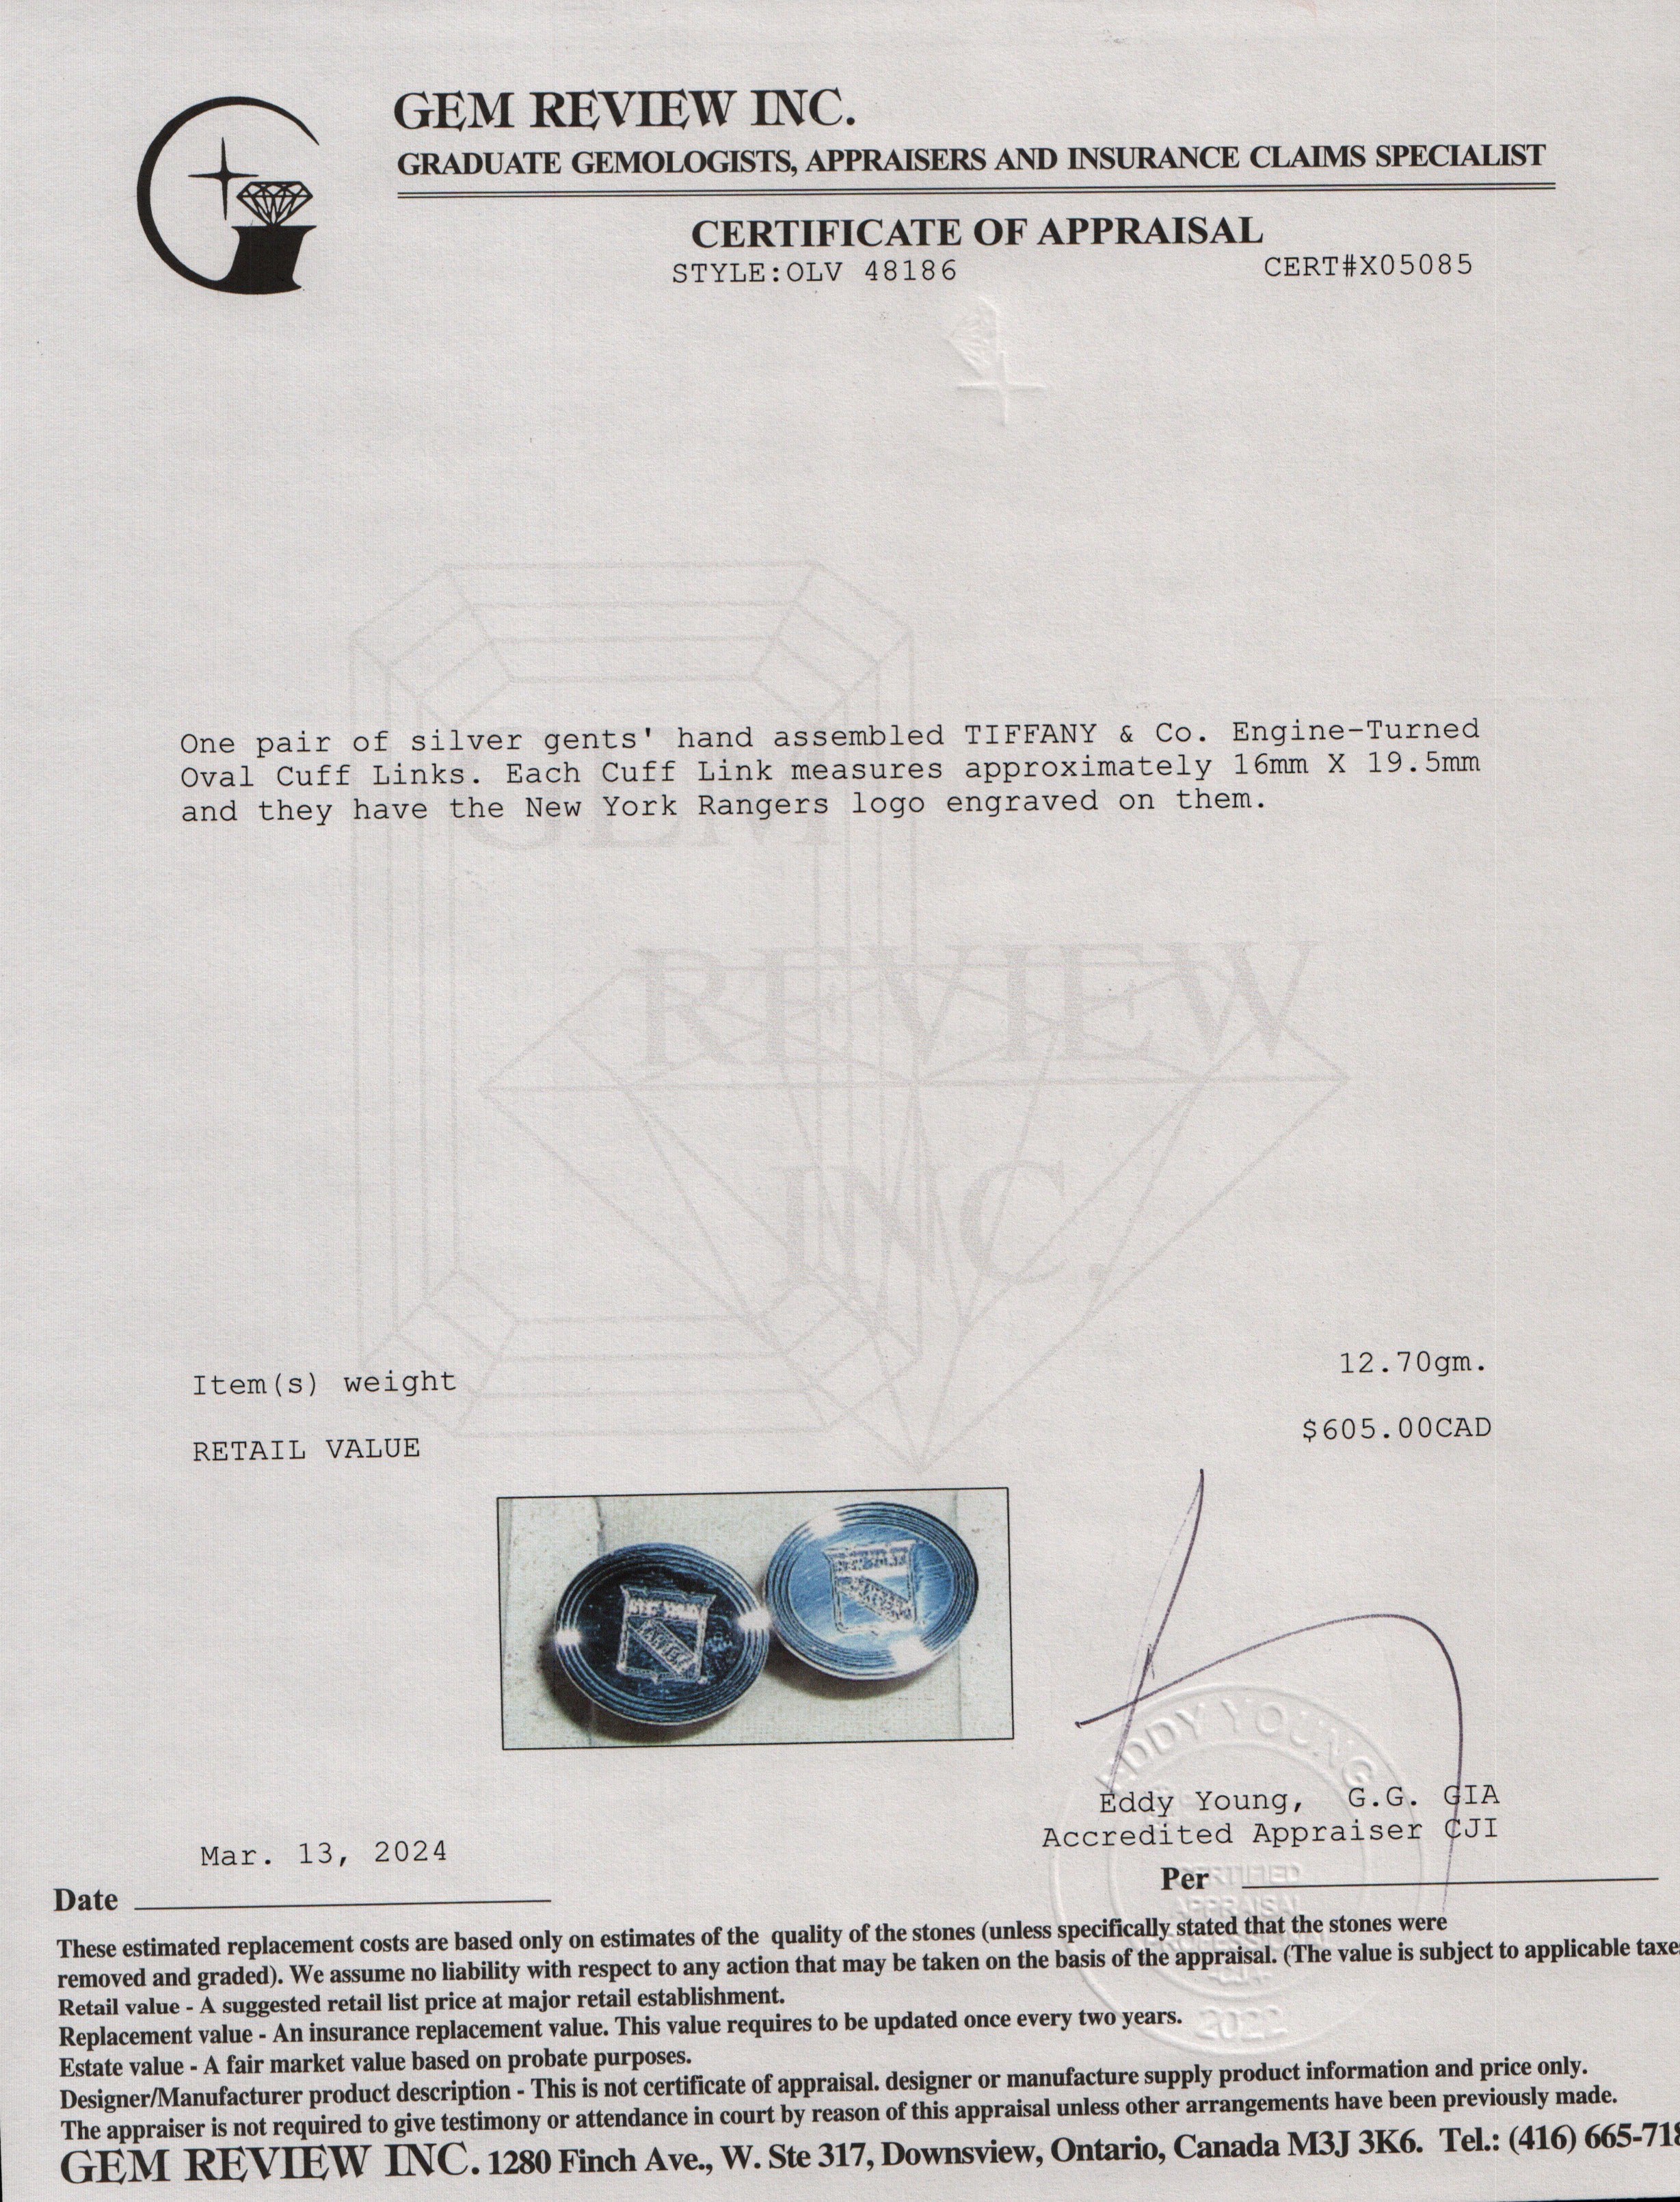 GEM REVIEW INC.
GRADUATE GEMOLOGISTS, APPRAISERS AND INSURANCE CLAIMS SPECIALIST
CERTIFICATE OF APPRAISAL
STYLE:OLV 48186
CERT#X05085
One pair of silver gents' hand assembled TIFFANY & Co. Engine-Turned
Oval Cuff Links. Each Cuff Link measures approximately 16mm X 19.5mm
and they have the New York Rangers logo engraved on them.
GEM
REVIEW
INC.
Item(s) weight
12.70gm.
RETAIL VALUE
$605.00CAD
EDDY YOUNG
Eddy Young, G.G. GIA
Accredited Appraiser CJI
Mar. 13, 2024
Date
Per
CERTIFIED
APPRAISAL
2022
These estimated replacement costs are based only on estimates of the quality of the stones (unless specifically stated that the stones were
removed and graded). We assume no liability with respect to any action that may be taken on the basis of the appraisal. (The value is subject to applicable taxe
Retail value - A suggested retail list price at major retail establishment.
Replacement value - An insurance replacement value. This value requires to be updated once every two years.
Estate value - A fair market value based on probate purposes.
Designer/Manufacturer product description - This is not certificate of appraisal. designer or manufacture supply product information and price only.
The appraiser is not required to give testimony or attendance in court by reason of this appraisal unless other arrangements have been previously made.
GEM REVIEW INC. 1280 Finch Ave., W. Ste 317, Downsview, Ontario, Canada M3J 3K6. Tel.: (416) 665-718